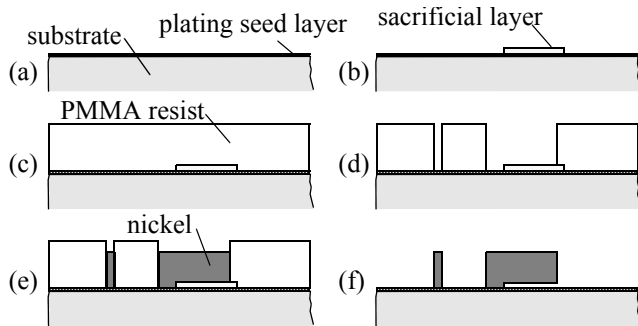 plating seed layer
sacrificial layer
substrate
(a)
(b)
PMMA resist
(c)
(d)
nickel
(e)
(f)